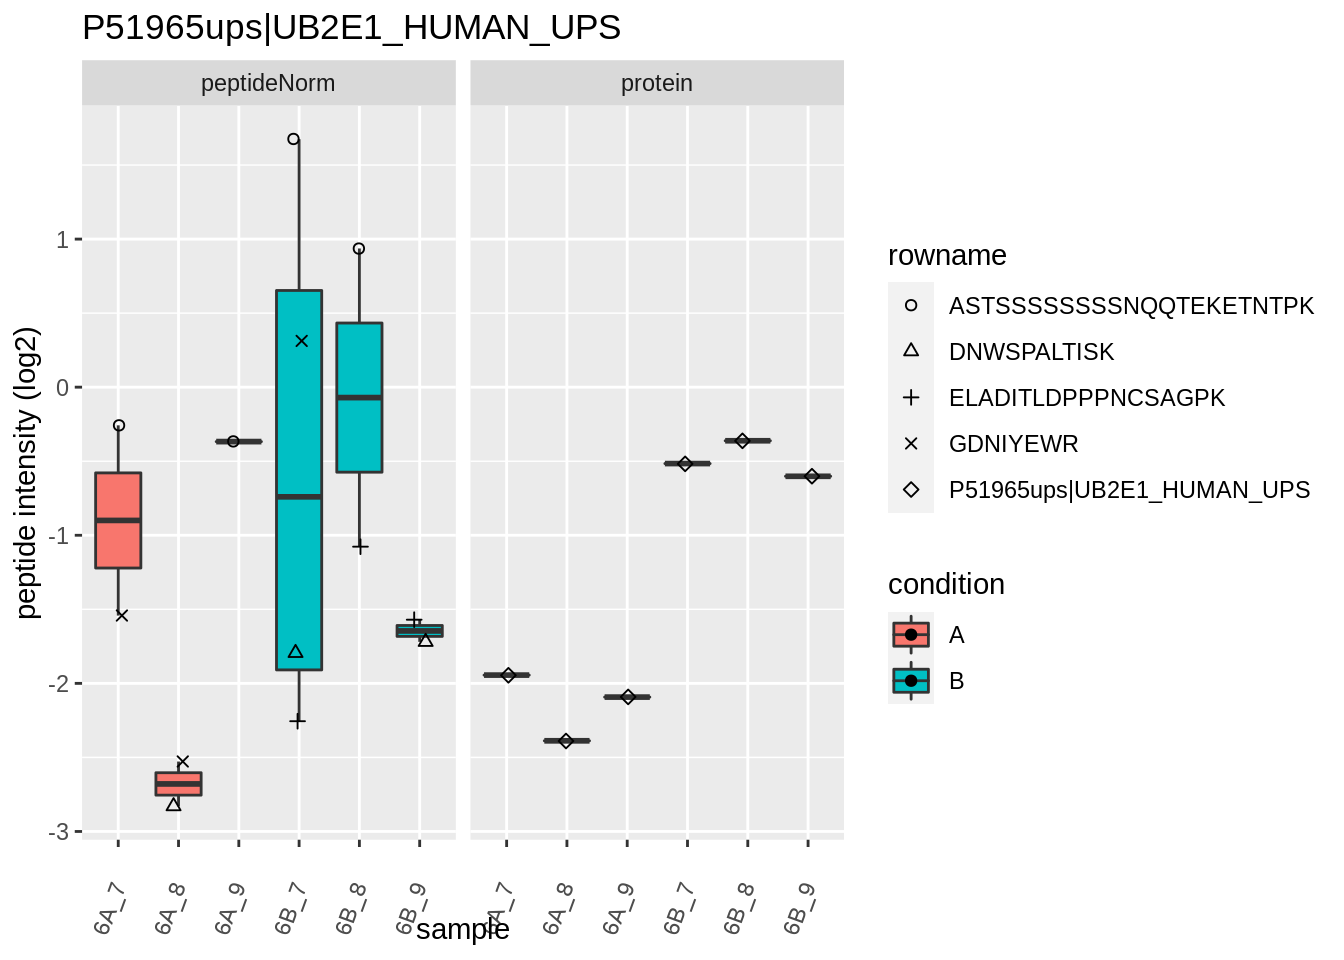 P51965ups|UB2E1_HUMAN_UPS
peptideNorm
protein
peptide intensity (log2)
1
0
-1
-2
-3
6A_7
6A_8
6A_9
6B_7
6B_8
6B_9
6A_7
6A_8
6A_9
6B_7
6B_8
6B_9
sample
rowname
ASTSSSSSSSSNQQTEKETNTPK
DNWSPALTISK
ELADITLDPPPNCSAGPK
GDNIYEWR
P51965ups|UB2E1_HUMAN_UPS
condition
A
B